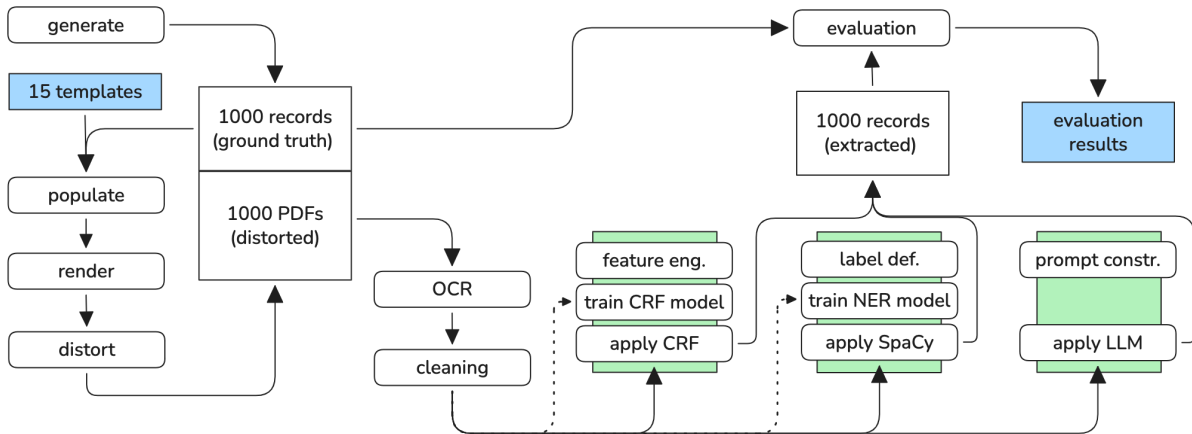 generate
15 templates
populate
render
distort
1000 records
(ground truth)
1000 PDFs
(distorted)
OCR
cleaning
feature eng.
train CRF model
apply CRF
label def.
train NER model
apply SpaCy
prompt constr.
apply LLM
1000 records
(extracted)
evaluation
evaluation
results